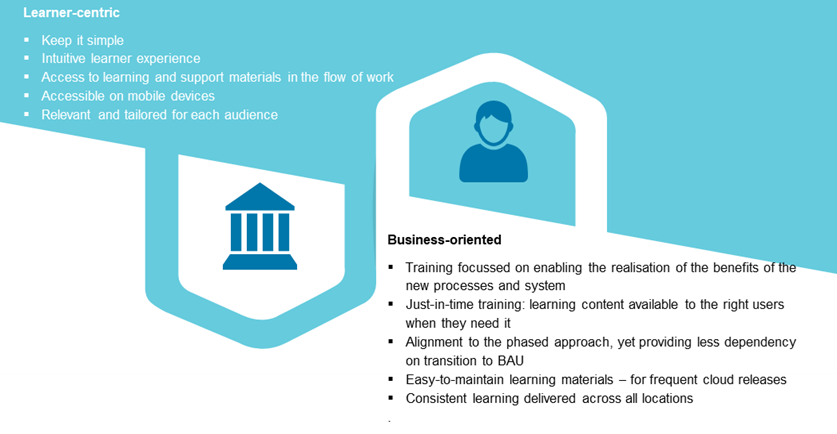 Learner-centric
▪ Keep it simple
▪ Intuitive learner experience
▪ Access to learning and support materials in the flow of work
▪ Accessible on mobile devices
▪ Relevant and tailored for each audience
Business-oriented
▪ Training focussed on enabling the realisation of the benefits of the
new processes and system
▪ Just-in-time training: learning content available to the right users
when they need it
▪ Alignment to the phased approach, yet providing less dependency
on transition to BAU
▪ Easy-to-maintain learning materials – for frequent cloud releases
▪ Consistent learning delivered across all locations
.